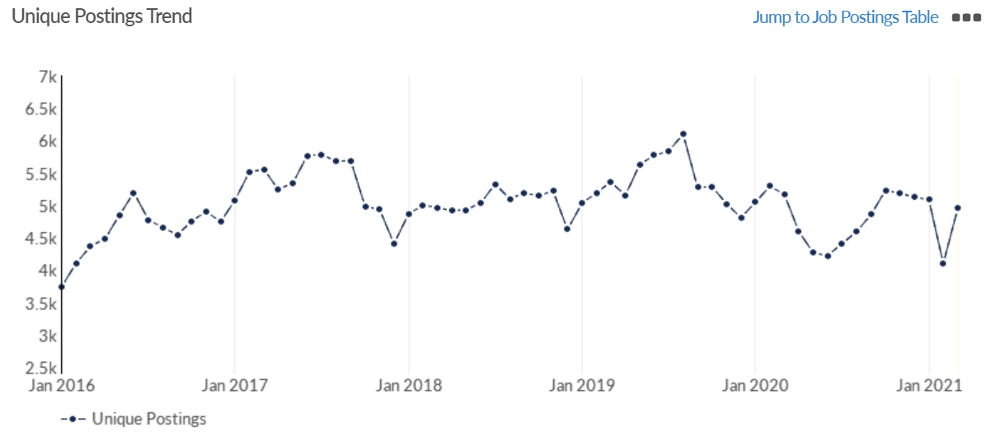 Unique Postings Trend
Jump to Job Postings Table
7k
6.5k
6k
5.5k
5k
4.5k
4k
3.5k
3k
2.5k
Jan 2016 Jan 2017 Jan 2018 Jan 2019 Jan 2020 Jan 2021
Unique Postings